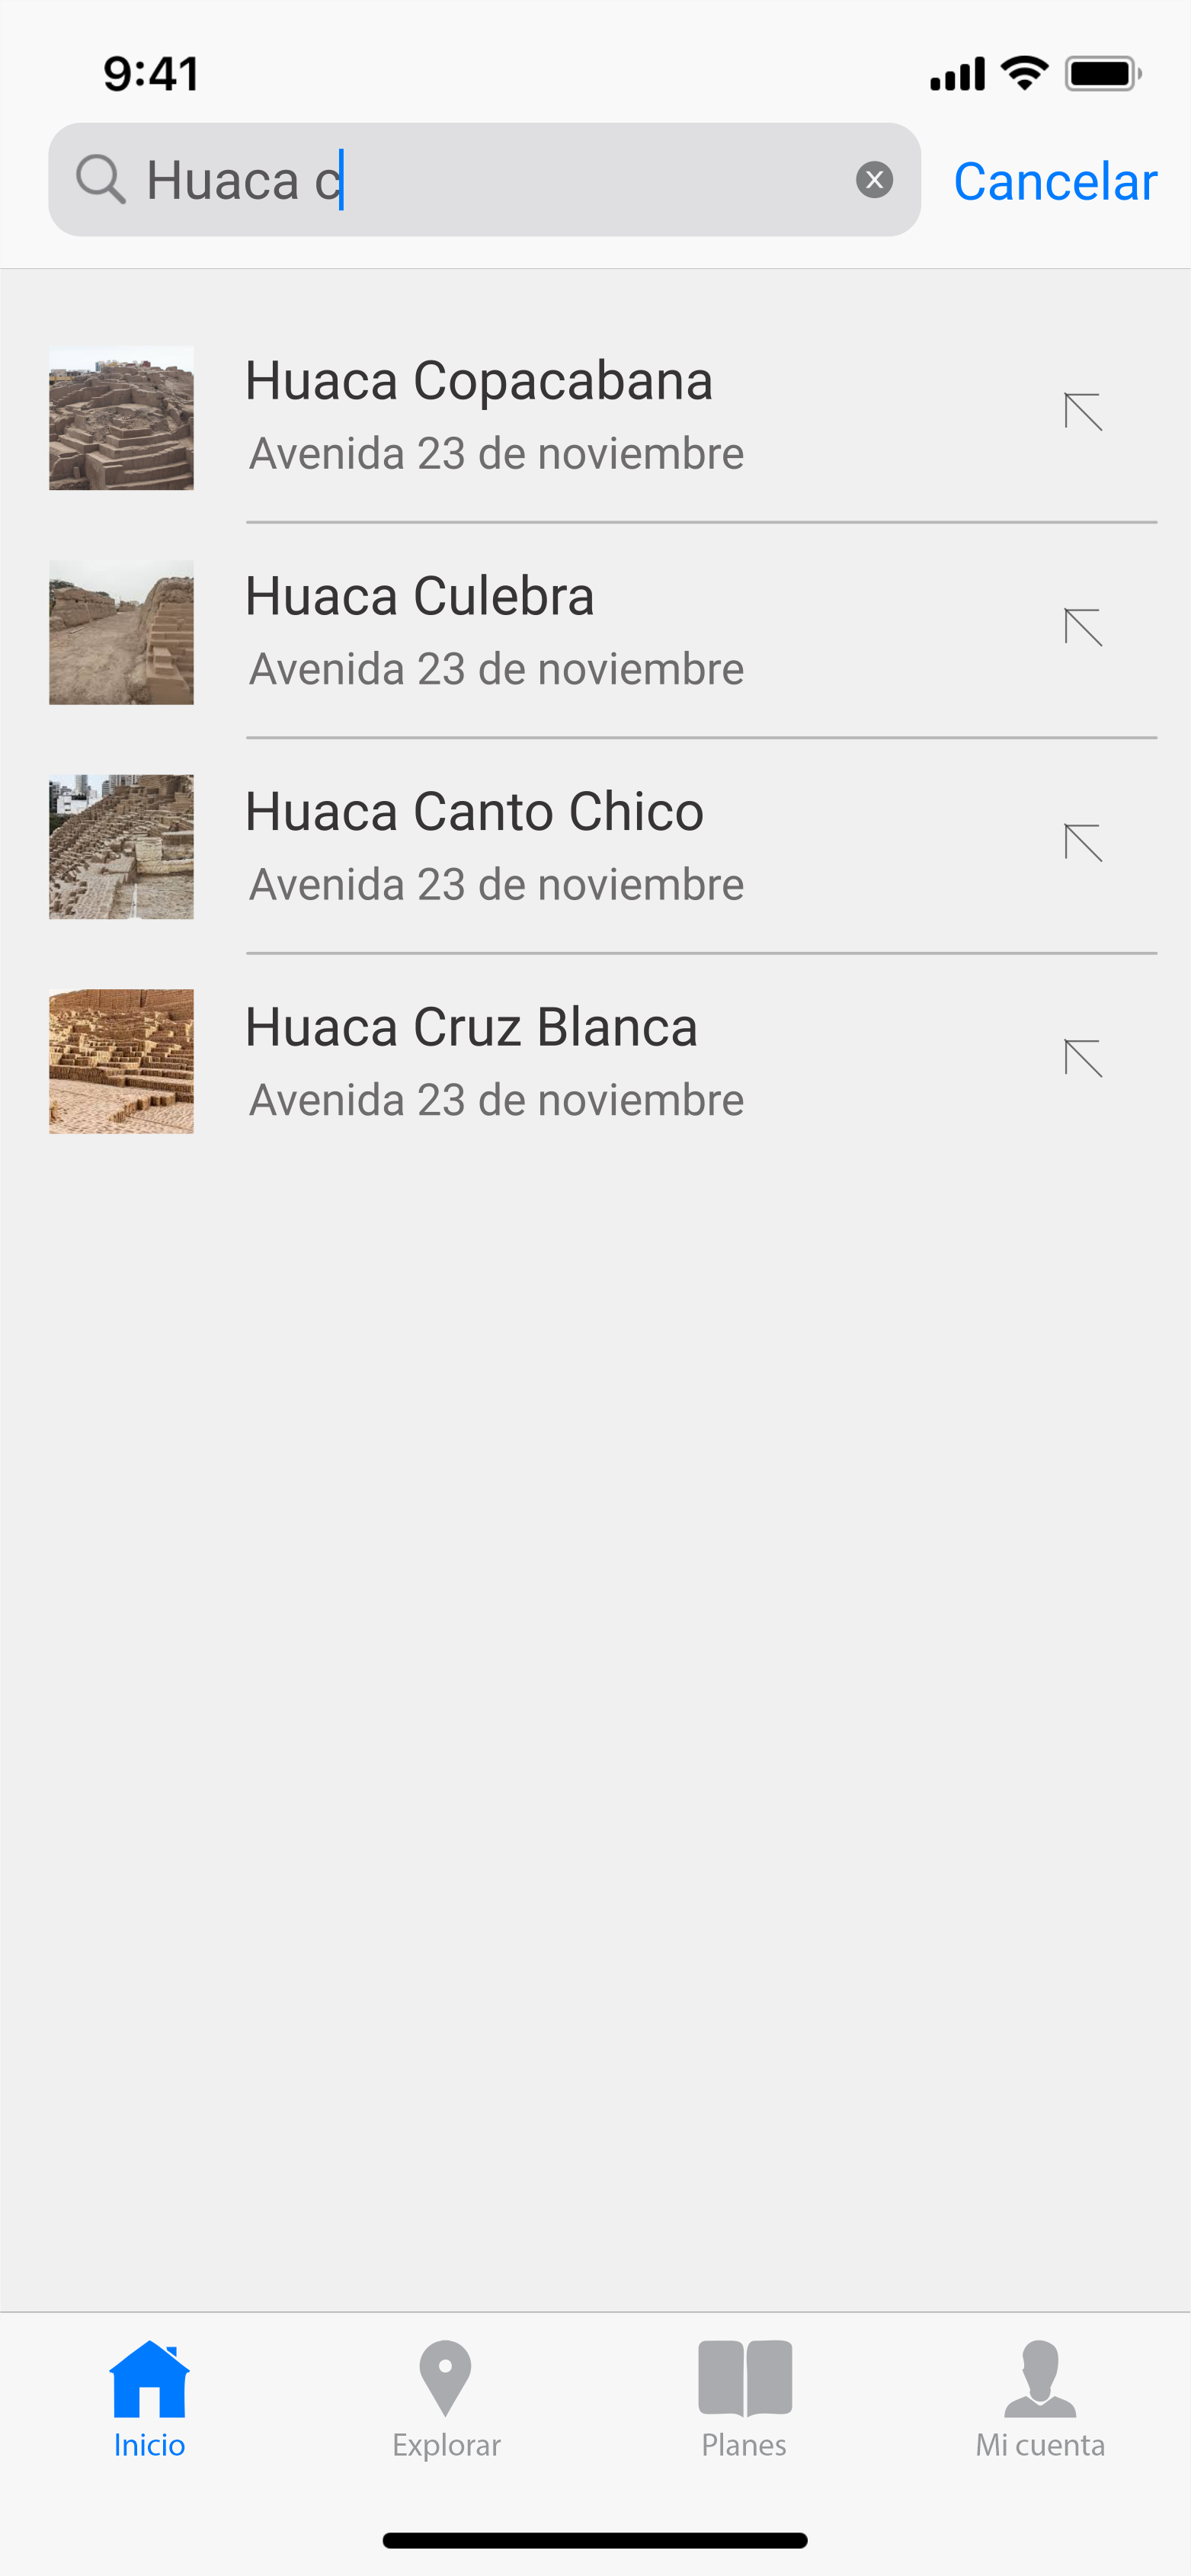 9:41
Huaca c
Cancelar
Huaca Copacabana
Avenida 23 de noviembre
Huaca Culebra
Avenida 23 de noviembre
Huaca Canto Chico
Avenida 23 de noviembre
Huaca Cruz Blanca
Avenida 23 de noviembre
Inicio
Explorar
Planes
Mi cuenta